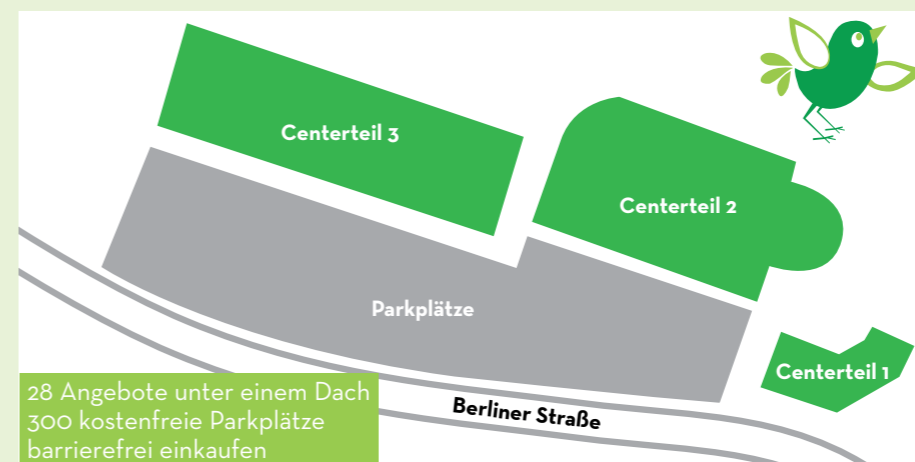 Centerteil 3
Centerteil 2
Parkplätze
Centerteil 1
Berliner Straße
28 Angebote unter einem Dach
300 kostenfreie Parkplätze
barrierefrei einkaufen